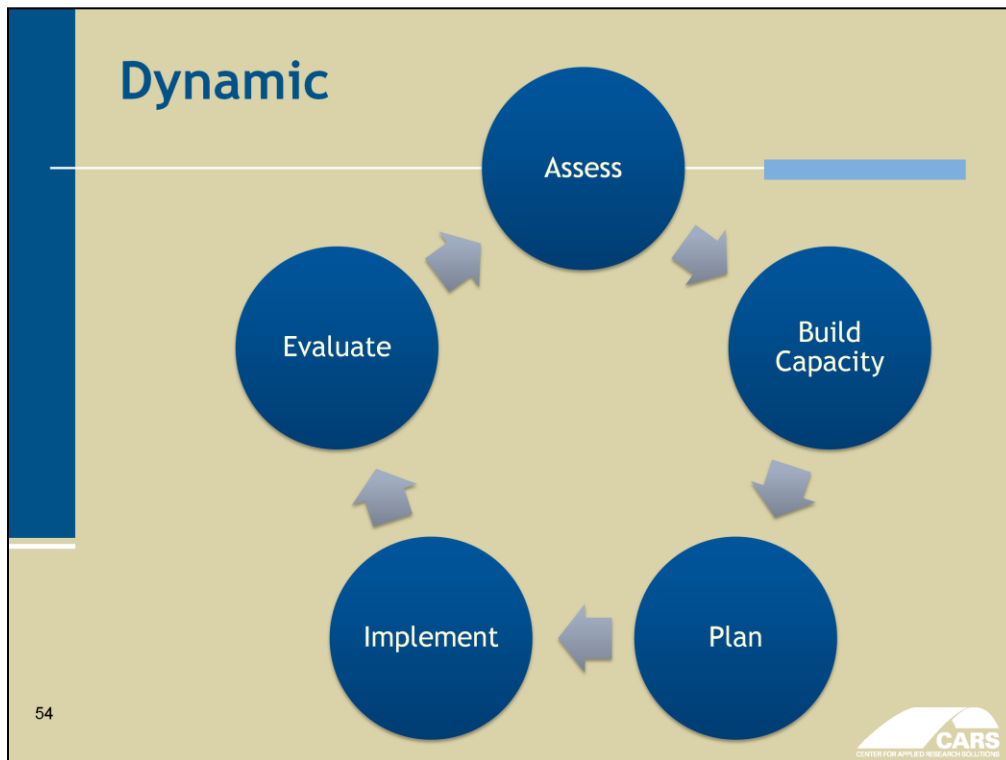 Dynamic
Assess
Build
Capacity
Plan
Implement
Evaluate
54
CARS
CENTER FOR APPLIED RESEARCH SOLUTIONS